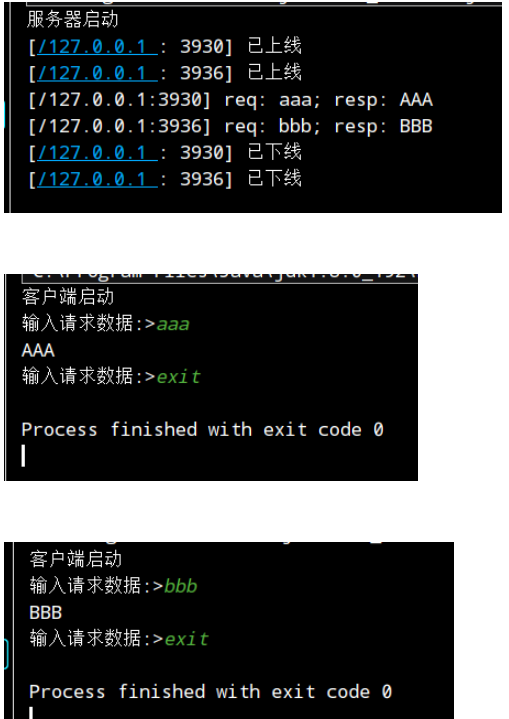 服务器启动
[/127.0.0.1 : 3930] 已上线
[/127.0.0.1 : 3936] 已上线
[/127.0.0.1:3930] req: aaa; resp: AAA
[/127.0.0.1:3936] req: bbb; resp: BBB
[/127.0.0.1 : 3930] 已下线
[/127.0.0.1 : 3936] 已下线
客户端启动
输入请求数据:>aaa
AAA
输入请求数据:>exit
Process finished with exit code 0
客户端启动
输入请求数据:>bbb
BBB
输入请求数据:>exit
Process finished with exit code 0